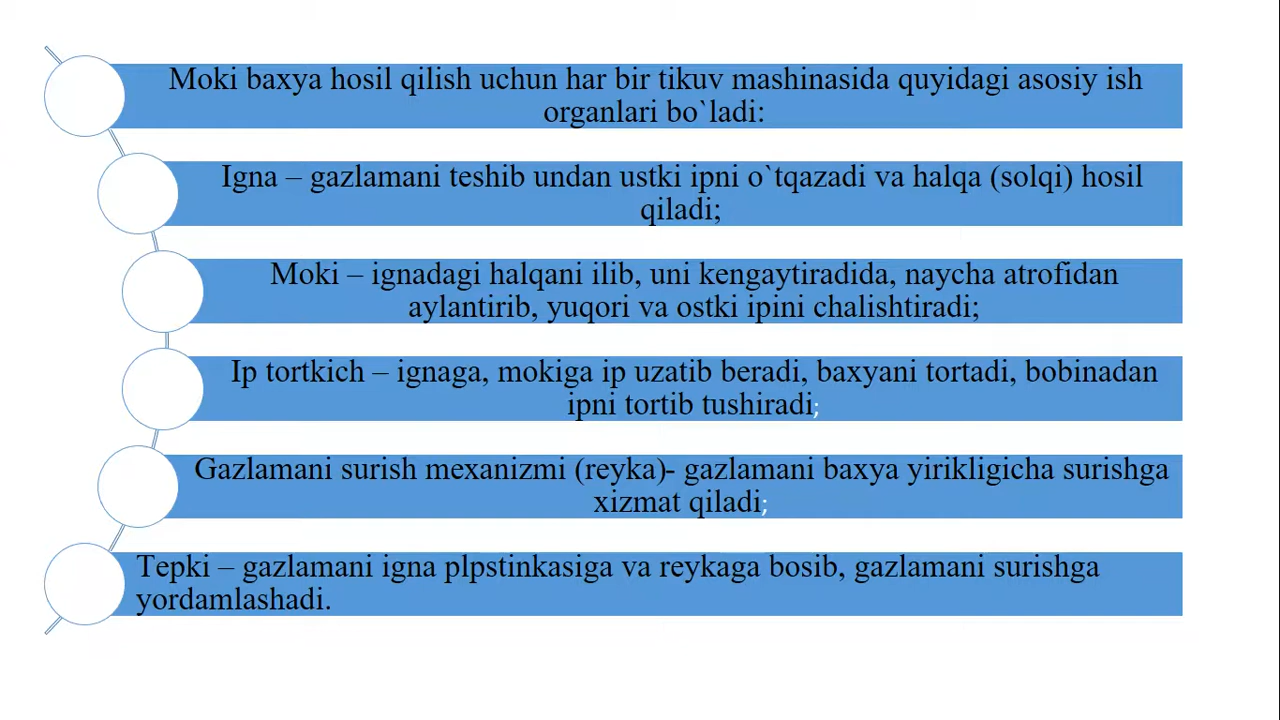 Moki baxya hosil qilish uchun har bir tikuv mashinasida quyidagi asosiy ish
organlari bo`ladi:
Igna – gazlamani teshib undan ustki ipni o`tqazadi va halqa (solqi) hosil
qiladi;
Moki – ignadagi halqani ilib, uni kengaytiradida, naycha atrofidan
aylantirib, yuqori va ostki ipini chalishtiradi;
Ip tortkich – ignaga, mokiga ip uzatib beradi, baxyani tortadi, bobinadan
ipni tortib tushiradi;
Gazlamani surish mexanizmi (reyka)- gazlamani baxya yirikligicha surishga
xizmat qiladi;
Tepki – gazlamani igna plpstinkasiga va reykaga bosib, gazlamani surishga
yordamlashadi.